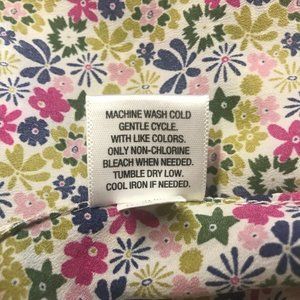 MACHINE WASH COLD
GENTLE CYCLE.
WITH LIKE COLORS.
ONLY NON-CHLORINE
BLEACH WHEN NEEDED.
TUMBLE DRY LOW.
COOL IRON IF NEEDED.